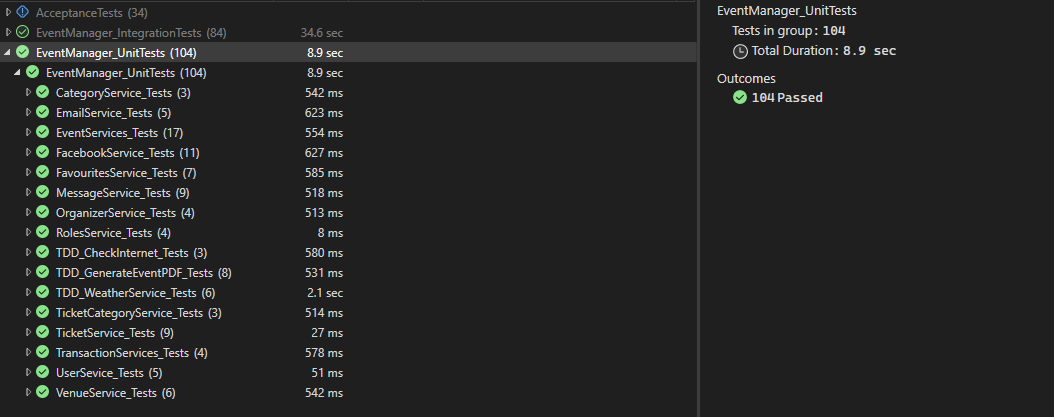 AcceptanceTests (34)
EventManager_IntegrationTests (84) 34.6 sec
EventManager_UnitTests (104) 8.9 sec
EventManager_UnitTests (104) 8.9 sec
CategoryService_Tests (3) 542 ms
EmailService_Tests (5) 623 ms
EventServices_Tests (17) 554 ms
FacebookService_Tests (11) 627 ms
FavouritesService_Tests (7) 585 ms
MessageService_Tests (9) 518 ms
OrganizerService_Tests (4) 513 ms
RolesService_Tests (4) 8 ms
TDD_CheckInternet_Tests (3) 580 ms
TDD_GenerateEventPDF_Tests (8) 531 ms
TDD_WeatherService_Tests (6) 2.1 sec
TicketCategoryService_Tests (3) 514 ms
TicketService_Tests (9) 27 ms
TransactionServices_Tests (4) 578 ms
UserSevice_Tests (5) 51 ms
VenueService_Tests (6) 542 ms
EventManager_UnitTests
Tests in group: 104
Total Duration: 8.9 sec
Outcomes
104 Passed